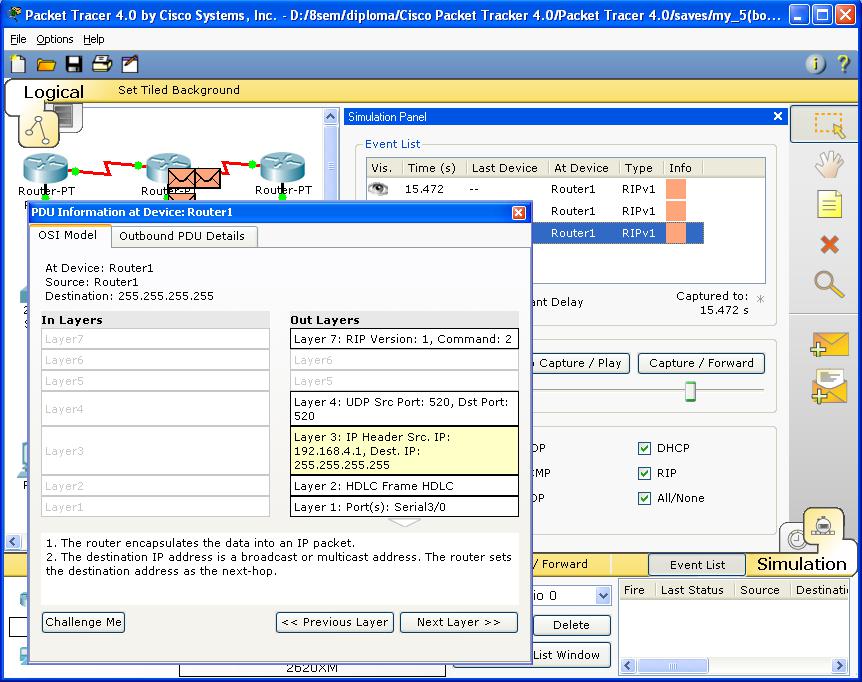 Packet Tracer 4.0 by Cisco Systems, Inc. - D:/8sem/diploma/Cisco Packet Tracker 4.0/Packet Tracer 4.0/saves/my_5(bo...
File Options Help
Logical
Set Tiled Background
Router-PT
Router-P
Router-PT
Simulation Panel
Event List
Vis. Time (s) Last Device At Device Type Info
15.472 -- Router1 RIPv1
Router1 RIPv1
Router1 RIPv1
ant Delay
Captured to:
15.472 s
Capture / Play
Capture / Forward
DHCP
RIP
All/None
PDU Information at Device: Router1
OSI Model
Outbound PDU Details
At Device: Router1
Source: Router1
Destination: 255.255.255.255
In Layers
Layer7
Layer6
Layer5
Layer4
Layer3
Layer2
Layer1
Out Layers
Layer 7: RIP Version: 1, Command: 2
Layer6
Layer5
Layer 4: UDP Src Port: 520, Dst Port:
520
Layer 3: IP Header Src. IP:
192.168.4.1, Dest. IP:
255.255.255.255
Layer 2: HDLC Frame HDLC
Layer 1: Port(s): Serial3/0
1. The router encapsulates the data into an IP packet.
2. The destination IP address is a broadcast or multicast address. The router sets
the destination address as the next-hop.
Challenge Me
<< Previous Layer
Next Layer >>
/ Forward
Event List
Simulation
io 0
Delete
List Window
Fire Last Status Source Destinati
2620XM